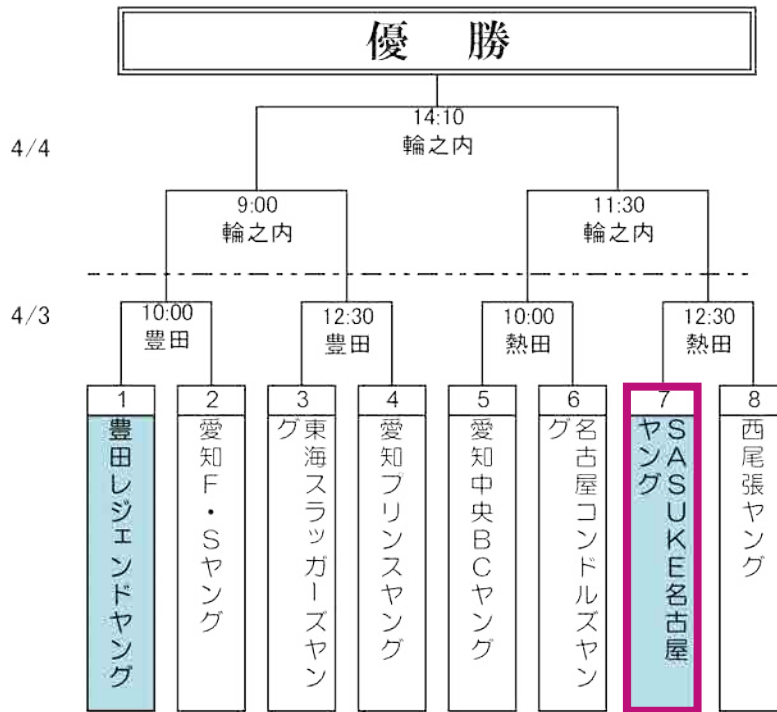 優 勝
4/4
14:10
輪之内
9:00
輪之内
11:30
輪之内
4/3
10:00
豊田
12:30
豊田
10:00
熱田
12:30
熱田
1
豊田レジェンドヤング
2
愛知F・Sヤング
3
東海スラッガーズヤン
グ
4
愛知プリンスヤング
5
愛知中央BCヤング
6
名古屋コンドルズヤン
グ
7
SASUKE名古屋
ヤング
8
西尾張ヤング